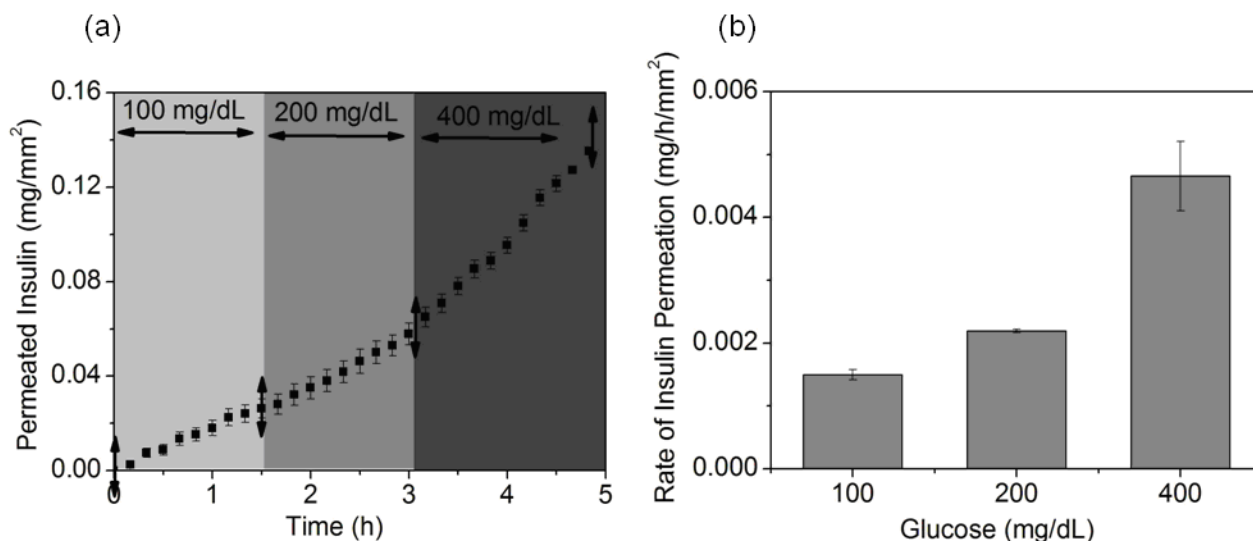 (a)
(b)
Permeated Insulin (mg/mm²)
0.16
0.12
0.08
0.04
0.00
100 mg/dL
200 mg/dL
400 mg/dL
0
1
2
3
4
5
Time (h)
Rate of Insulin Permeation (mg/h/mm²)
0.006
0.004
0.002
0.000
100
200
400
Glucose (mg/dL)